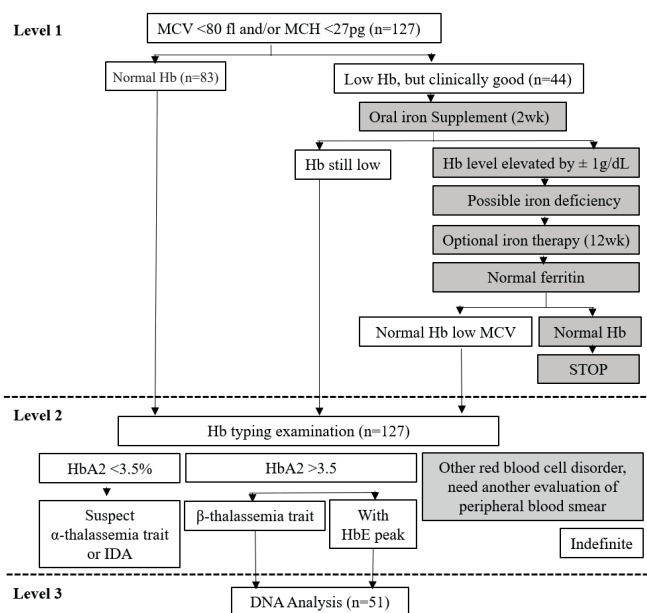 Level 1
MCV <80 fl and/or MCH <27pg (n=127)
Normal Hb (n=83)
Low Hb, but clinically good (n=44)
Oral iron Supplement (2wk)
Hb still low
Hb level elevated by ± 1g/dL
Possible iron deficiency
Optional iron therapy (12wk)
Normal ferritin
Normal Hb low MCV
Normal Hb
STOP
Level 2
Hb typing examination (n=127)
HbA2 <3.5%
HbA2 >3.5
Other red blood cell disorder,
need another evaluation of
peripheral blood smear
Suspect
α-thalassemia trait
or IDA
β-thalassemia trait
With
HbE peak
Indefinite
Level 3
DNA Analysis (n=51)